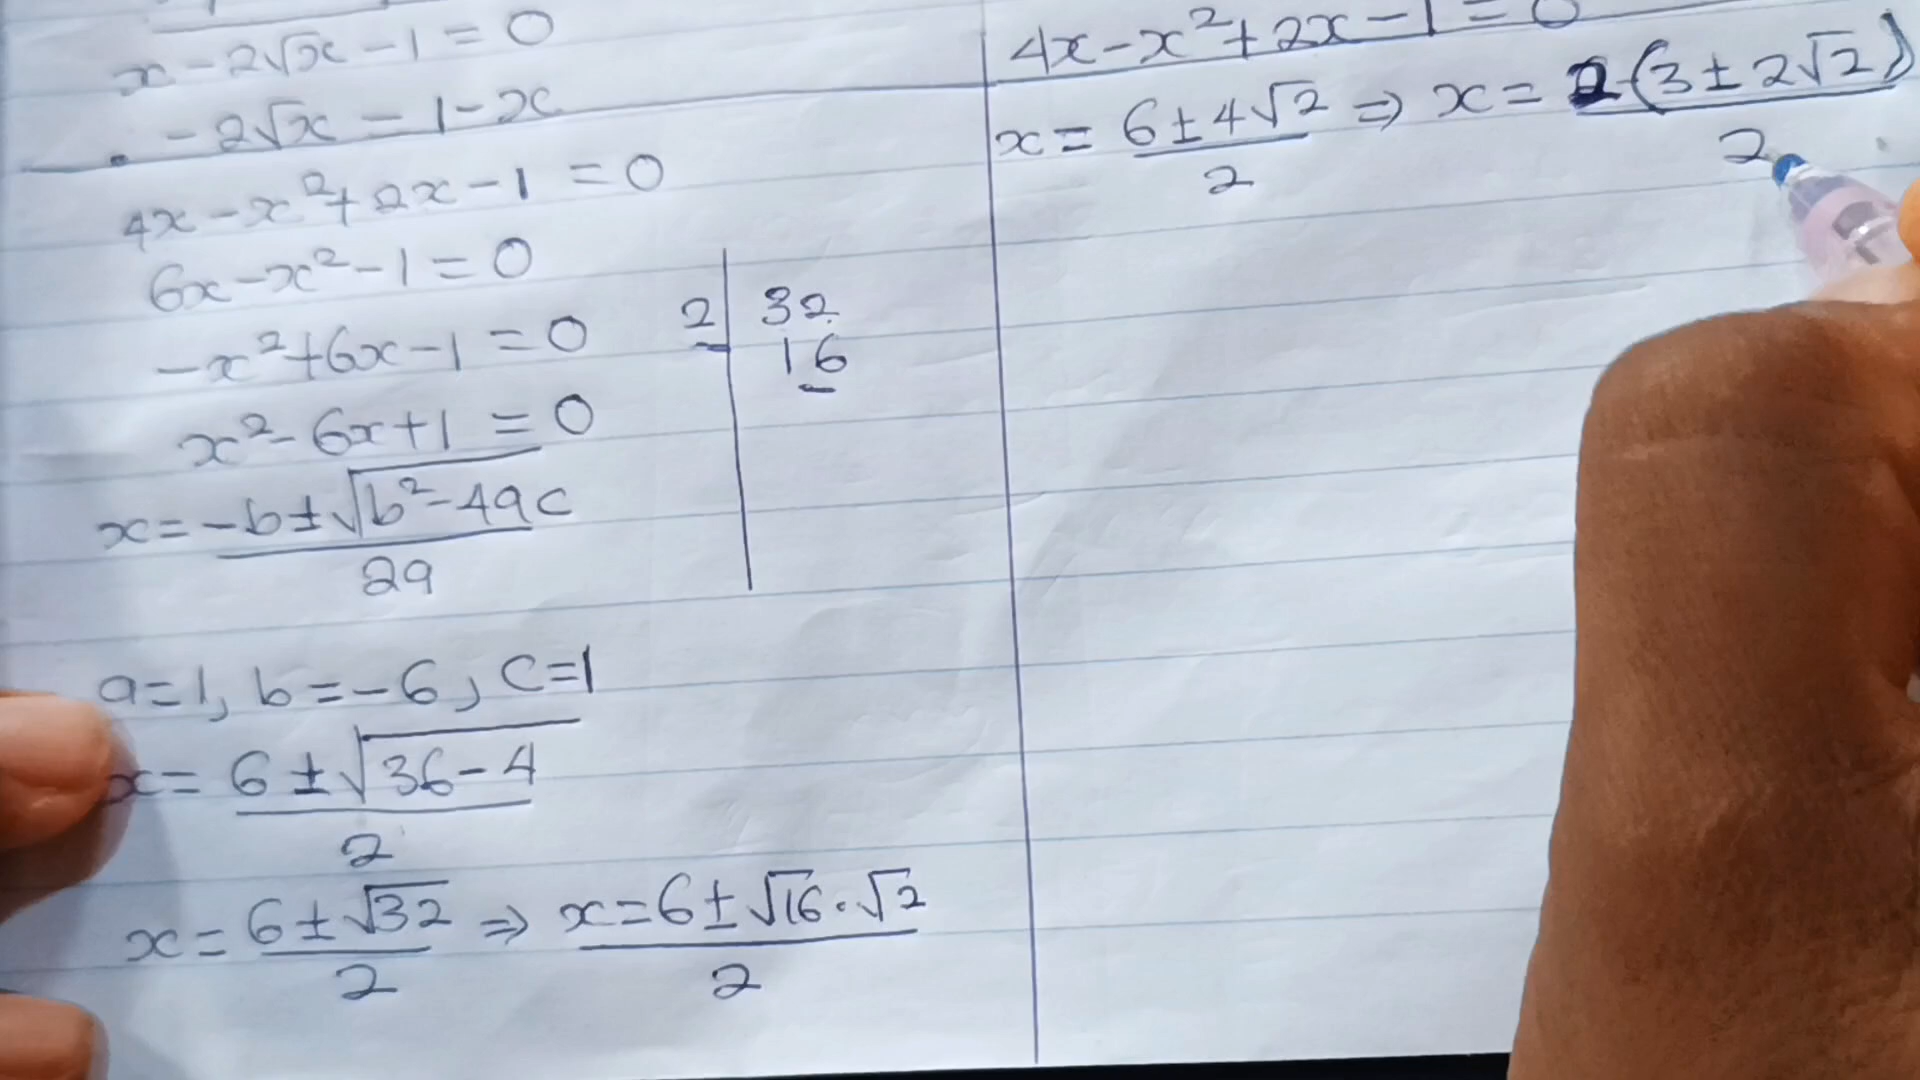 x - 2√x - 1 = 0
- 2√x = 1 - x
4x - x² + 2x - 1 = 0
6x - x² - 1 = 0
-x² + 6x - 1 = 0
x² - 6x + 1 = 0
x = (-b ± √(b² - 4ac))/2a
a = 1, b = -6, c = 1
x = (6 ± √(36 - 4))/2
x = (6 ± √32)/2 ⇒ x = (6 ± √16 · √2)/2
2 | 32
16
4x - x² + 2x - 1 = 0
x = (6 ± 4√2)/2 ⇒ x = 2(3 ± 2√2)/2